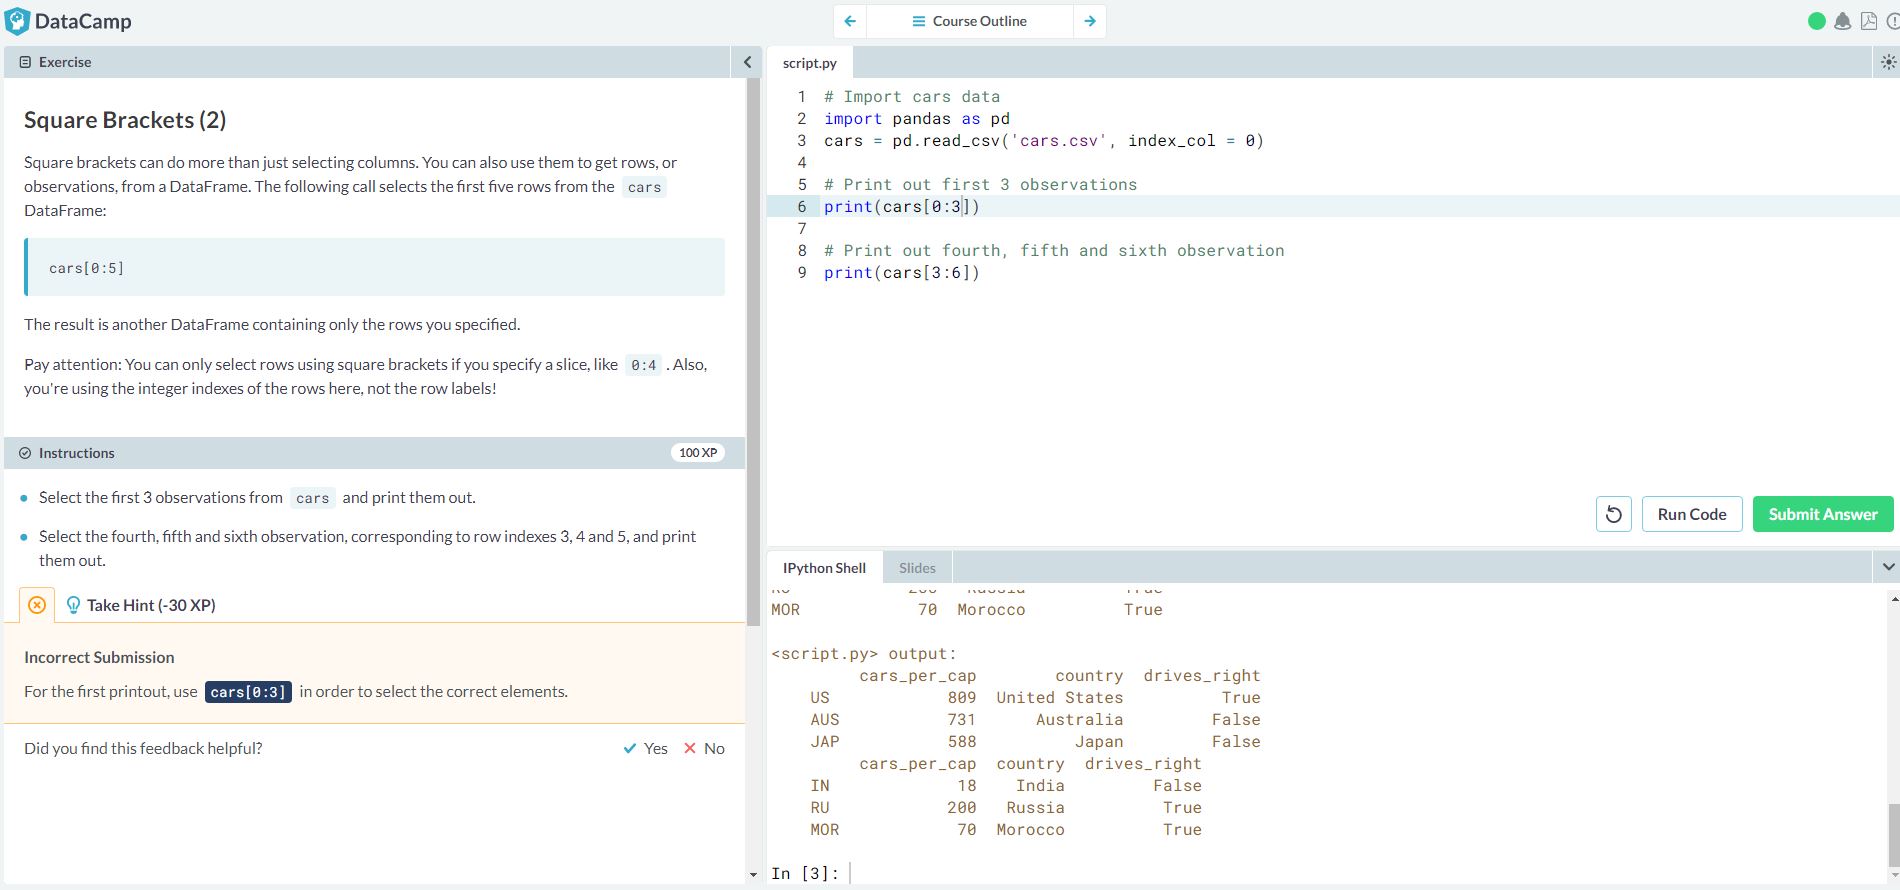 DataCamp
Course Outline
Exercise
Square Brackets (2)
Square brackets can do more than just selecting columns. You can also use them to get rows, or
observations, from a DataFrame. The following call selects the first five rows from the cars
DataFrame:
cars[0:5]
The result is another DataFrame containing only the rows you specified.
Pay attention: You can only select rows using square brackets if you specify a slice, like 0:4 . Also,
you're using the integer indexes of the rows here, not the row labels!
Instructions
100 XP
Select the first 3 observations from cars and print them out.
Select the fourth, fifth and sixth observation, corresponding to row indexes 3, 4 and 5, and print
them out.
Take Hint (-30 XP)
Incorrect Submission
For the first printout, use cars[0:3] in order to select the correct elements.
Did you find this feedback helpful?
Yes No
script.py
1 # Import cars data
2 import pandas as pd
3 cars = pd.read_csv('cars.csv', index_col = 0)
4
5 # Print out first 3 observations
6 print(cars[0:3])
7
8 # Print out fourth, fifth and sixth observation
9 print(cars[3:6])
Run Code
Submit Answer
IPython Shell
Slides
RU 200 Russia True
MOR 70 Morocco True
<script.py> output:
cars_per_cap country drives_right
US 809 United States True
AUS 731 Australia False
JAP 588 Japan False
cars_per_cap country drives_right
IN 18 India False
RU 200 Russia True
MOR 70 Morocco True
In [3]: